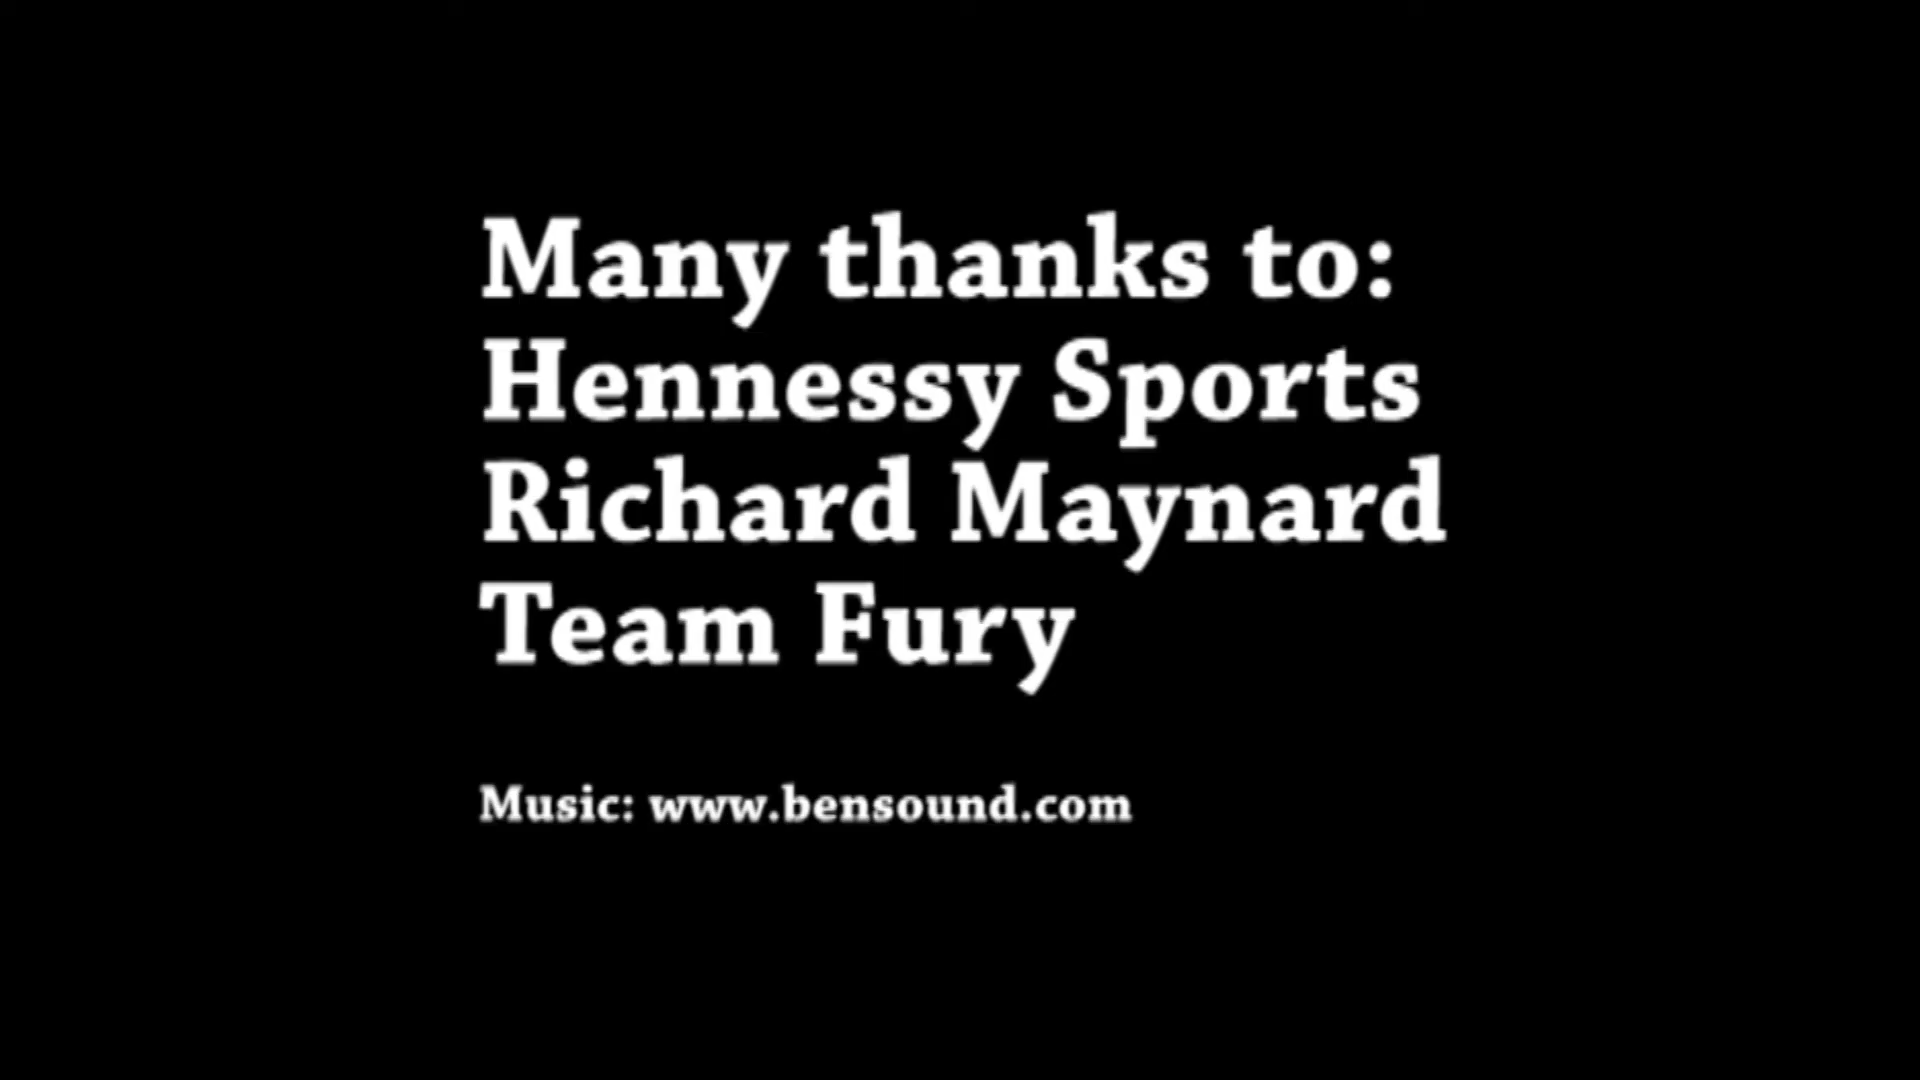 Many thanks to:
Hennessy Sports
Richard Maynard
Team Fury
Music: www.bensound.com